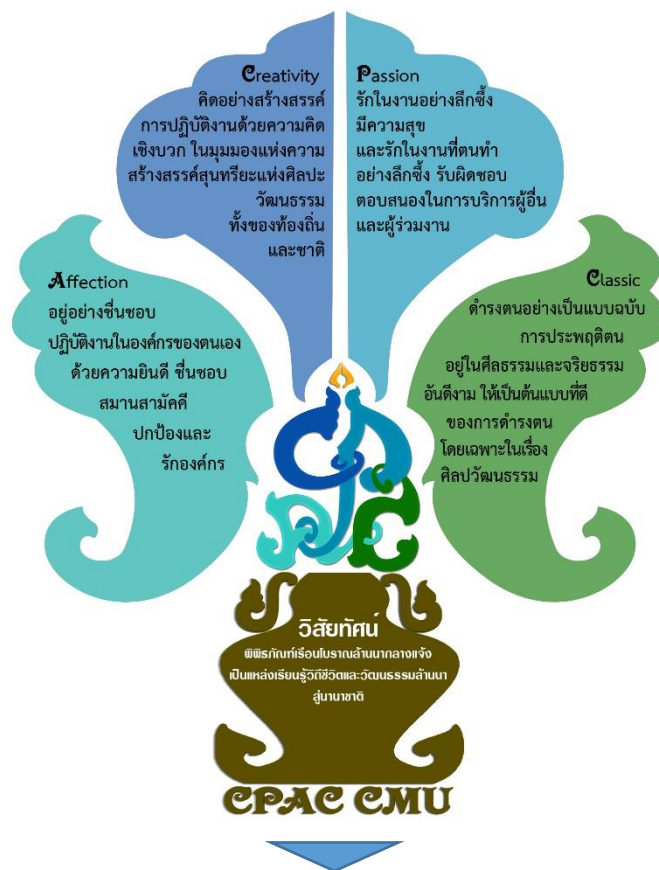 Creativity
คิดอย่างสร้างสรรค์
การปฏิบัติงานด้วยความคิด
เชิงบวก ในมุมมองแห่งความ
สร้างสรรค์สุนทรียะแห่งศิลปะ
วัฒนธรรม
ทั้งของท้องถิ่น
และชาติ
Passion
รักในงานอย่างลึกซึ้ง
มีความสุข
และรักในงานที่ตนทำ
อย่างลึกซึ้ง รับผิดชอบ
ตอบสนองในการบริการผู้อื่น
และผู้ร่วมงาน
Affection
อยู่อย่างชื่นชอบ
ปฏิบัติงานในองค์กรของตนเอง
ด้วยความยินดี ชื่นชอบ
สมานสามัคคี
ปกป้องและ
รักองค์กร
Classic
ดำรงตนอย่างเป็นแบบฉบับ
การประพฤติตน
อยู่ในศีลธรรมและจริยธรรม
อันดีงาม ให้เป็นต้นแบบที่ดี
ของการดำรงตน
โดยเฉพาะในเรื่อง
ศิลปวัฒนธรรม
วิสัยทัศน์
พิพิธภัณฑ์เรือนโบราณล้านนากลางแจ้ง
เป็นแหล่งเรียนรู้วิถีชีวิตและวัฒนธรรมล้านนา
สู่นานาชาติ
CPAC CMU